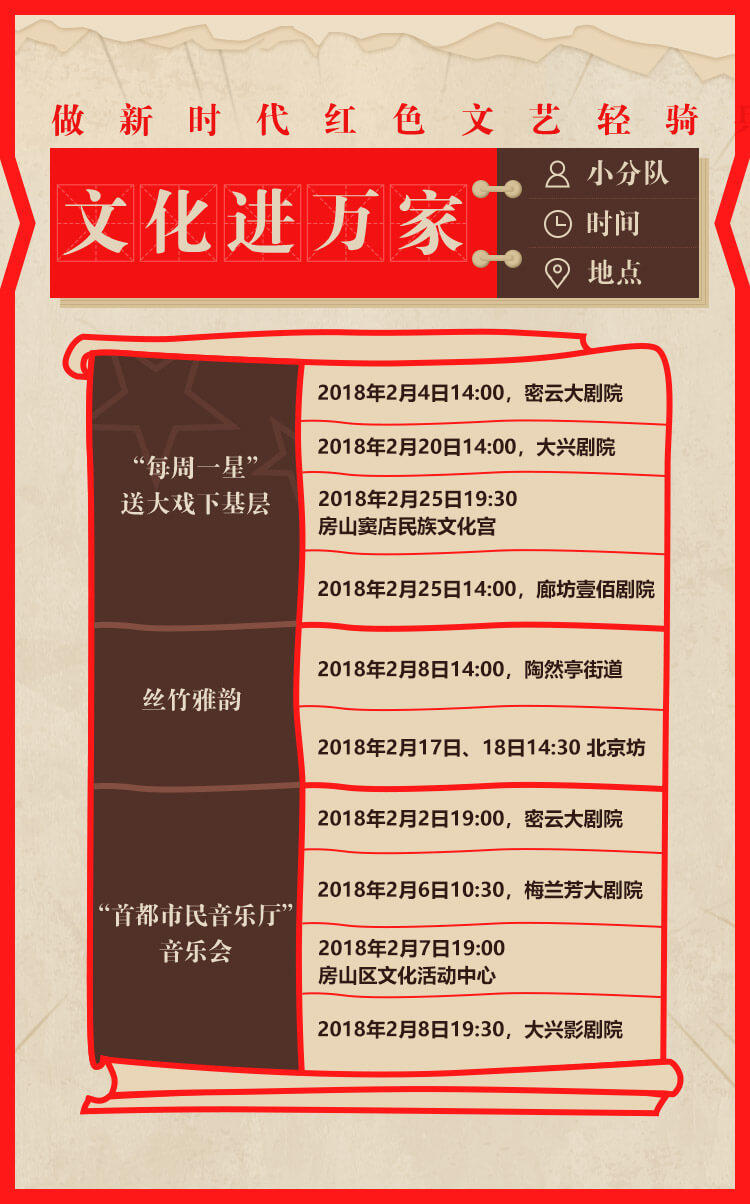 做新时代红色文艺轻骑
文化进万家
小分队
时间
地点
“每周一星”
送大戏下基层
2018年2月4日14:00，密云大剧院
2018年2月20日14:00，大兴剧院
2018年2月25日19:30
房山窦店民族文化宫
2018年2月25日14:00，廊坊壹佰剧院
丝竹雅韵
2018年2月8日14:00，陶然亭街道
2018年2月17日、18日14:30 北京坊
“首都市民音乐厅”
音乐会
2018年2月2日19:00，密云大剧院
2018年2月6日10:30，梅兰芳大剧院
2018年2月7日19:00
房山区文化活动中心
2018年2月8日19:30，大兴影剧院